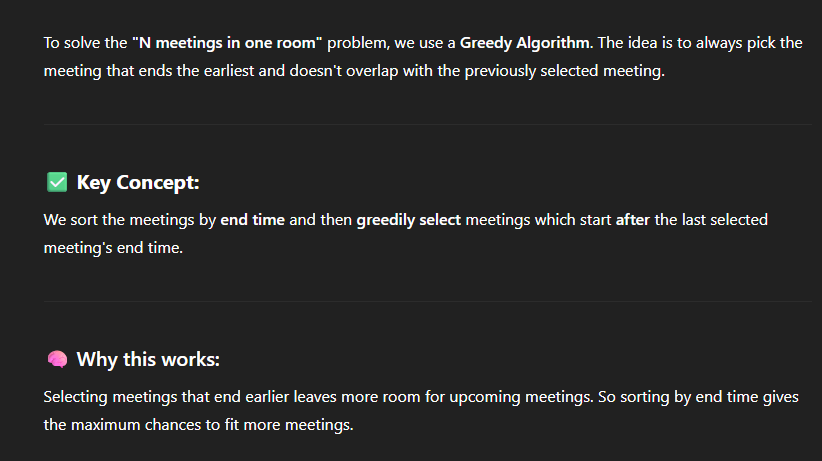 To solve the "N meetings in one room" problem, we use a Greedy Algorithm. The idea is to always pick the
meeting that ends the earliest and doesn't overlap with the previously selected meeting.
✅ Key Concept:
We sort the meetings by end time and then greedily select meetings which start after the last selected
meeting's end time.
🧠 Why this works:
Selecting meetings that end earlier leaves more room for upcoming meetings. So sorting by end time gives
the maximum chances to fit more meetings.